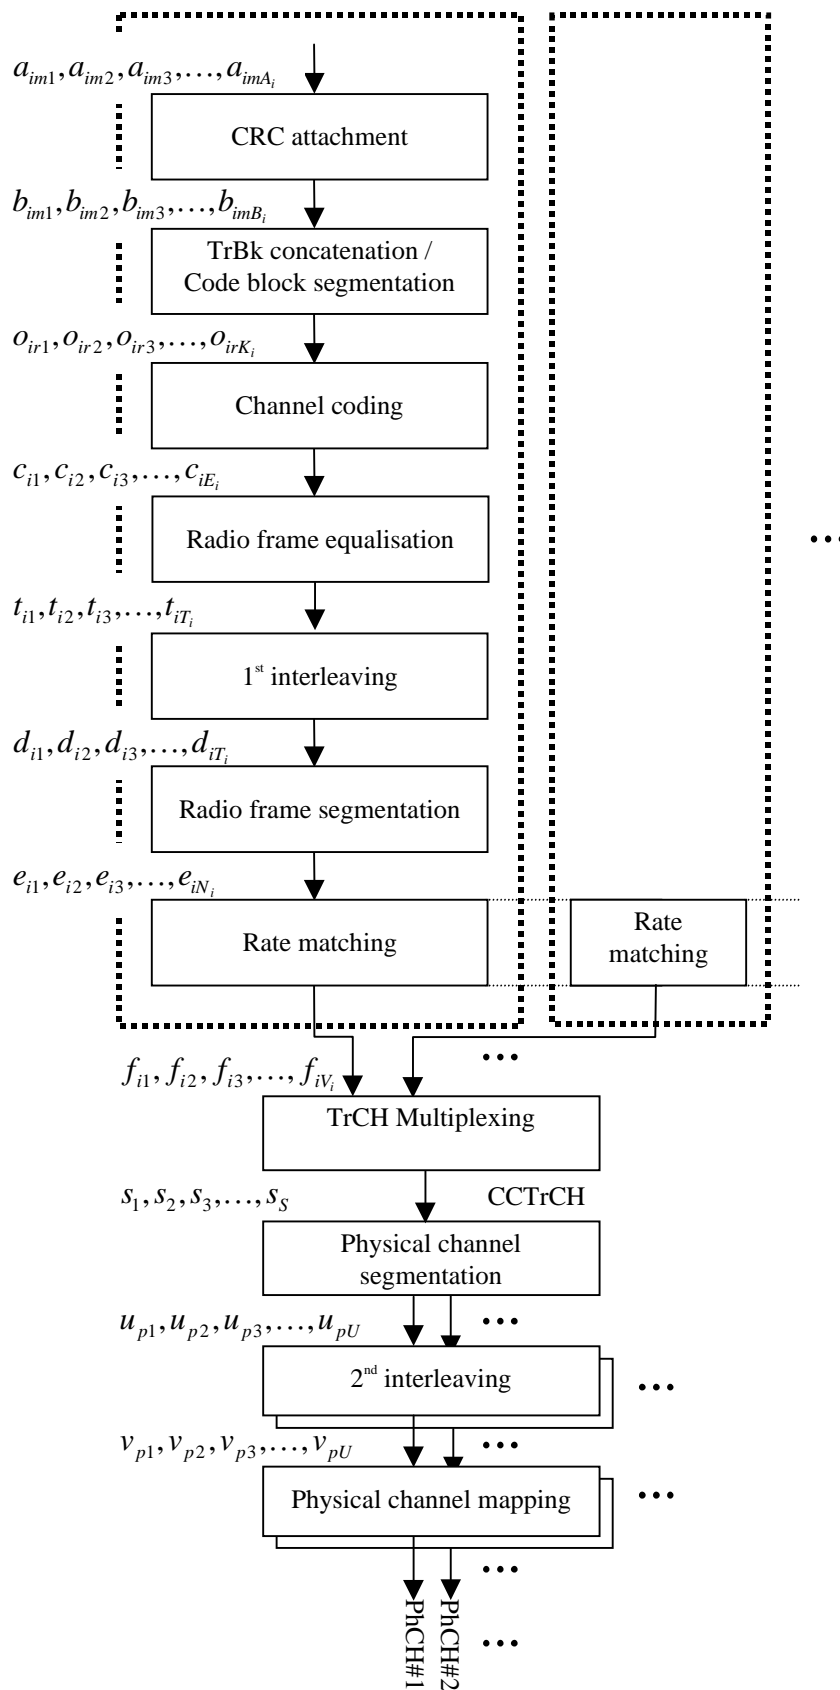 a_{im1}, a_{im2}, a_{im3}, …, a_{imA_i}
CRC attachment
b_{im1}, b_{im2}, b_{im3}, …, b_{imB_i}
TrBk concatenation /
Code block segmentation
o_{ir1}, o_{ir2}, o_{ir3}, …, o_{irK_i}
Channel coding
c_{i1}, c_{i2}, c_{i3}, …, c_{iE_i}
Radio frame equalisation
…
t_{i1}, t_{i2}, t_{i3}, …, t_{iT_i}
1^{st} interleaving
d_{i1}, d_{i2}, d_{i3}, …, d_{iT_i}
Radio frame segmentation
e_{i1}, e_{i2}, e_{i3}, …, e_{iN_i}
Rate matching
Rate
matching
…
f_{i1}, f_{i2}, f_{i3}, …, f_{iV_i}
TrCH Multiplexing
s_1, s_2, s_3, …, s_S
CCTrCH
Physical channel
segmentation
…
u_{p1}, u_{p2}, u_{p3}, …, u_{pU}
2^{nd} interleaving
…
…
v_{p1}, v_{p2}, v_{p3}, …, v_{pU}
Physical channel mapping
…
…
PhCH#1
PhCH#2
…